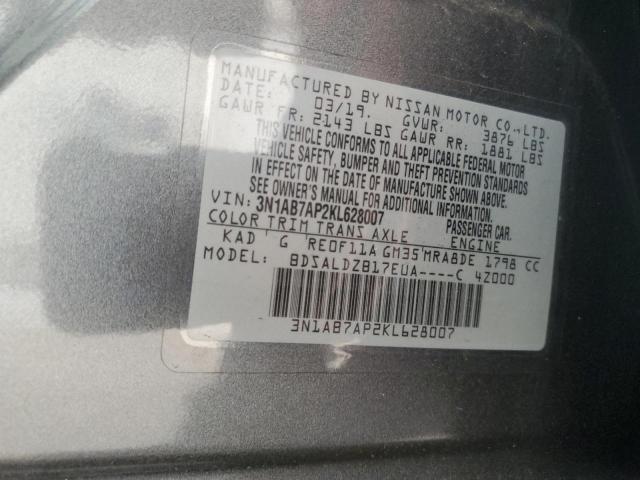 MANUFACTURED BY NISSAN MOTOR CO.,LTD.
DATE: 03/19. GVWR: 3876 LBS
GAWR FR: 2143 LBS GAWR RR: 1881 LBS
THIS VEHICLE CONFORMS TO ALL APPLICABLE FEDERAL MOTOR
VEHICLE SAFETY, BUMPER AND THEFT PREVENTION STANDARDS
IN EFFECT ON THE DATE OF MANUFACTURE SHOWN ABOVE.
SEE OWNER'S MANUAL FOR ADDITIONAL INFORMATION.
VIN: 3N1AB7AP2KL628007 PASSENGER CAR
COLOR TRIM TRANS AXLE ENGINE
KAD G RE0F11A GM35 MRA8DE 1798 CC
MODEL: BDSALDZB17EUA----C 4Z000
3N1AB7AP2KL628007